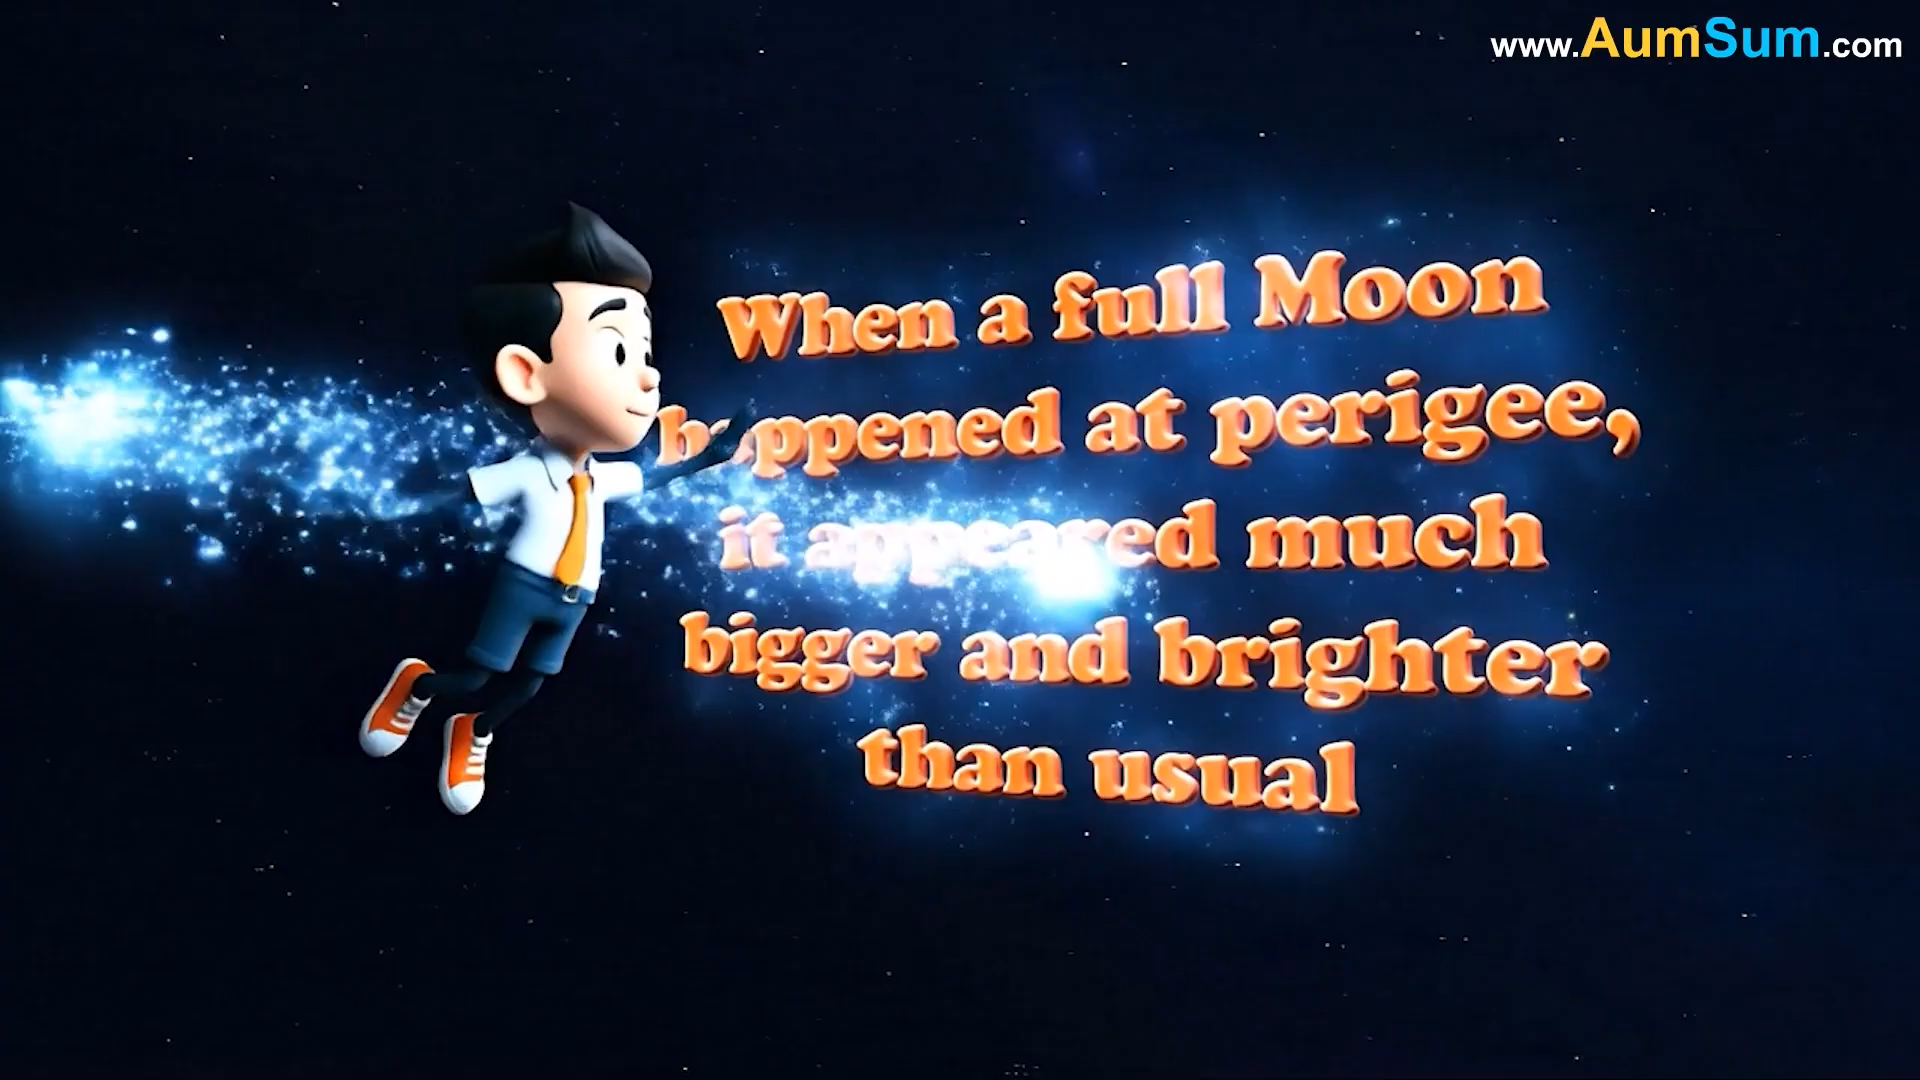 www.AumSum.com
When a full Moon
happened at perigee,
it appeared much
bigger and brighter
than usual